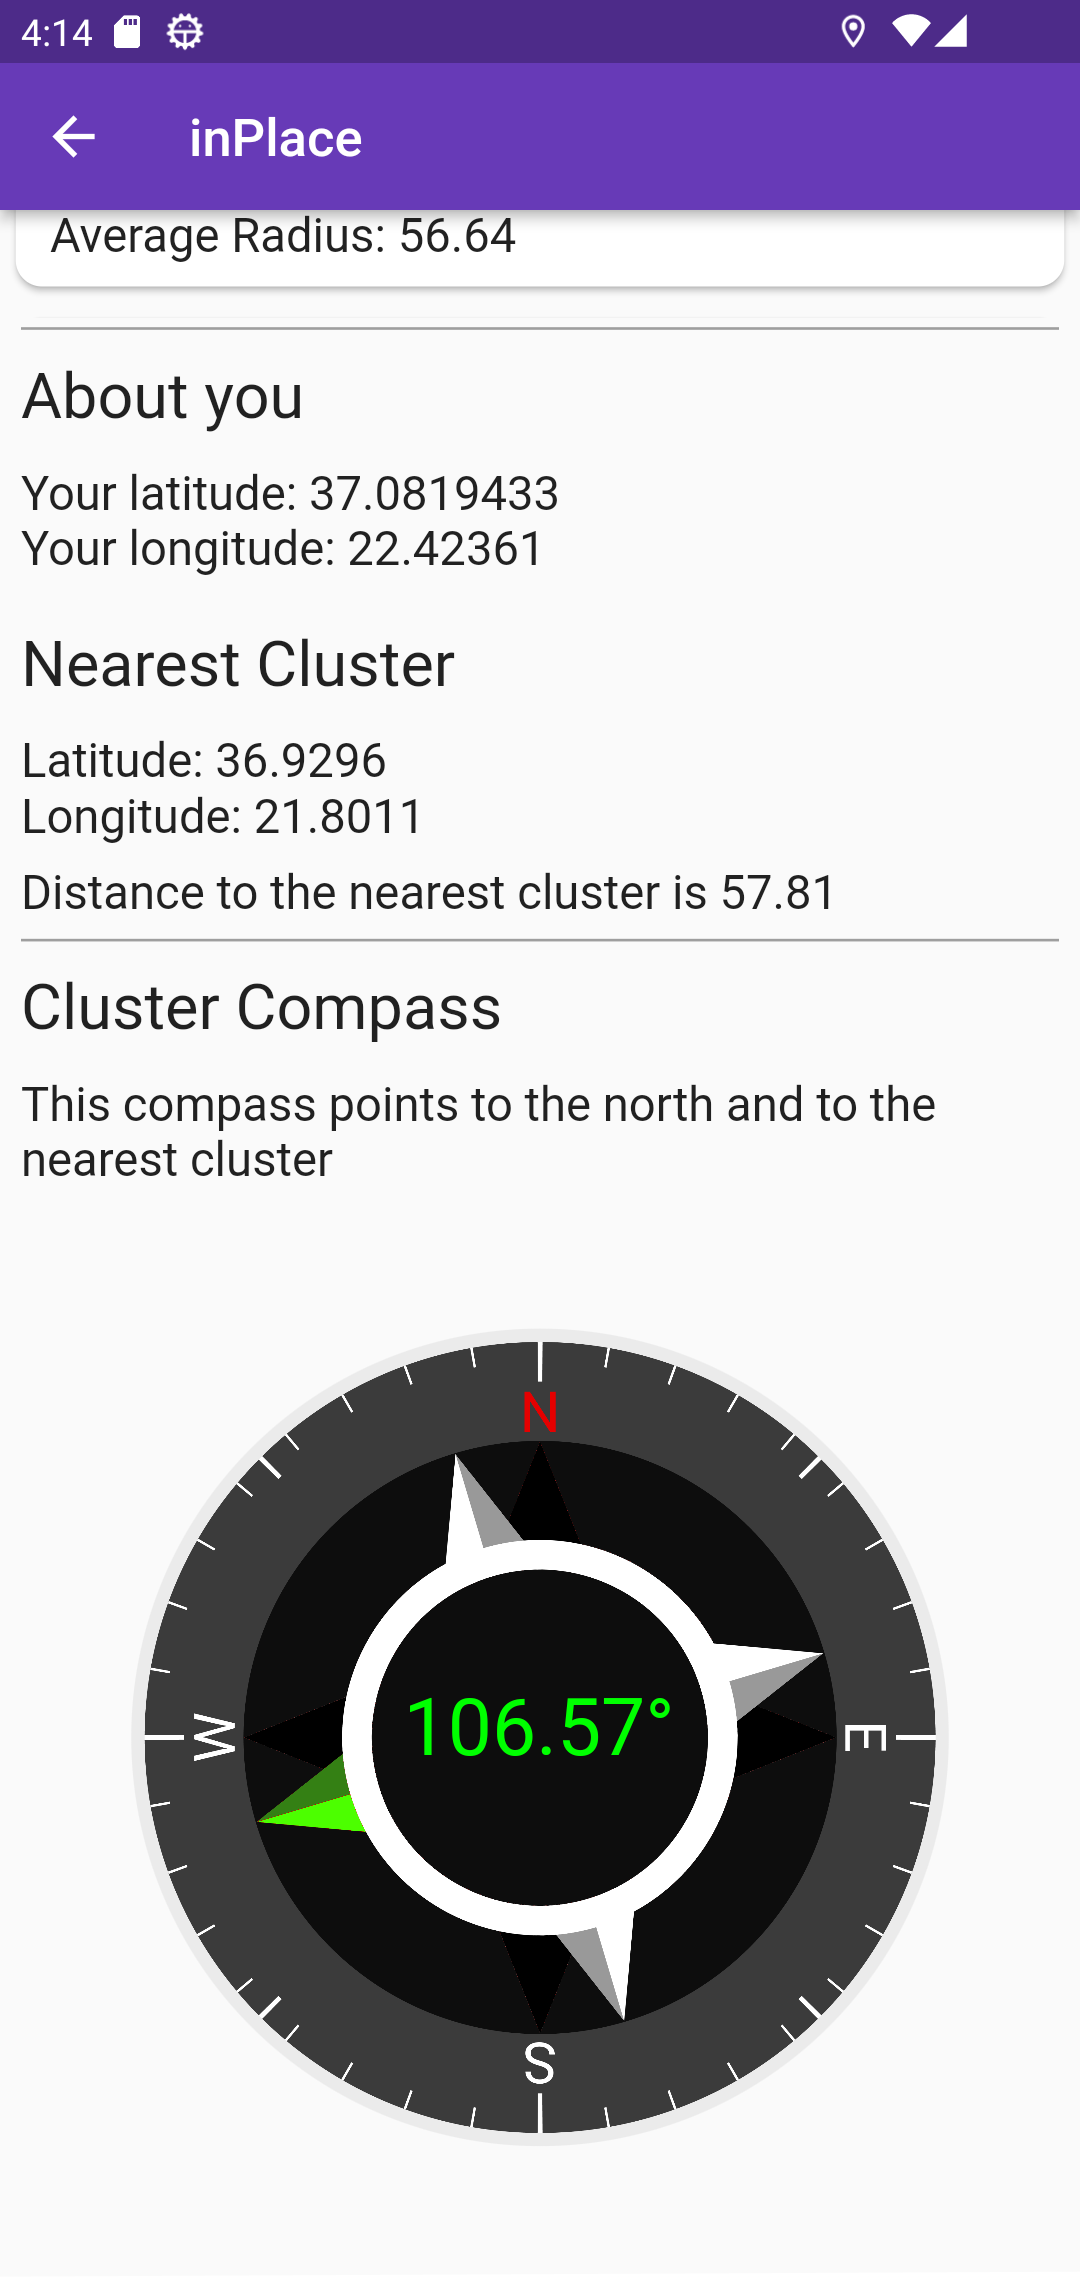 4:14
inPlace
Average Radius: 56.64
About you
Your latitude: 37.0819433
Your longitude: 22.42361
Nearest Cluster
Latitude: 36.9296
Longitude: 21.8011
Distance to the nearest cluster is 57.81
Cluster Compass
This compass points to the north and to the
nearest cluster
N
W
106.57°
E
S